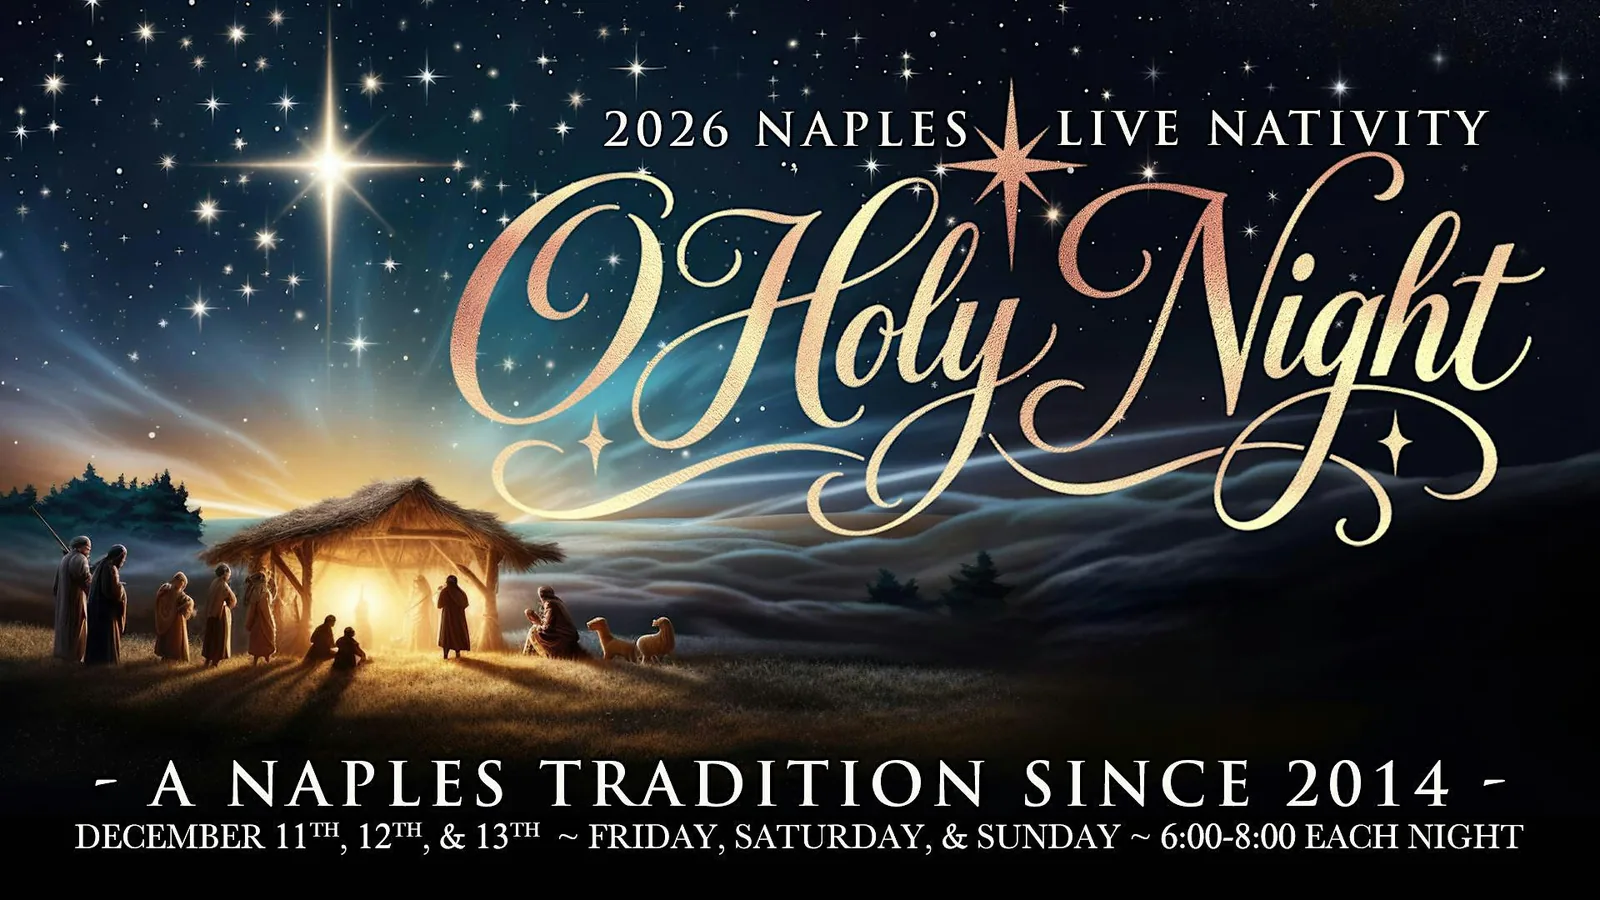 2026 NAPLES LIVE NATIVITY
O Holy Night
- A NAPLES TRADITION SINCE 2014 -
DECEMBER 11TH, 12TH, & 13TH ~ FRIDAY, SATURDAY, & SUNDAY ~ 6:00-8:00 EACH NIGHT